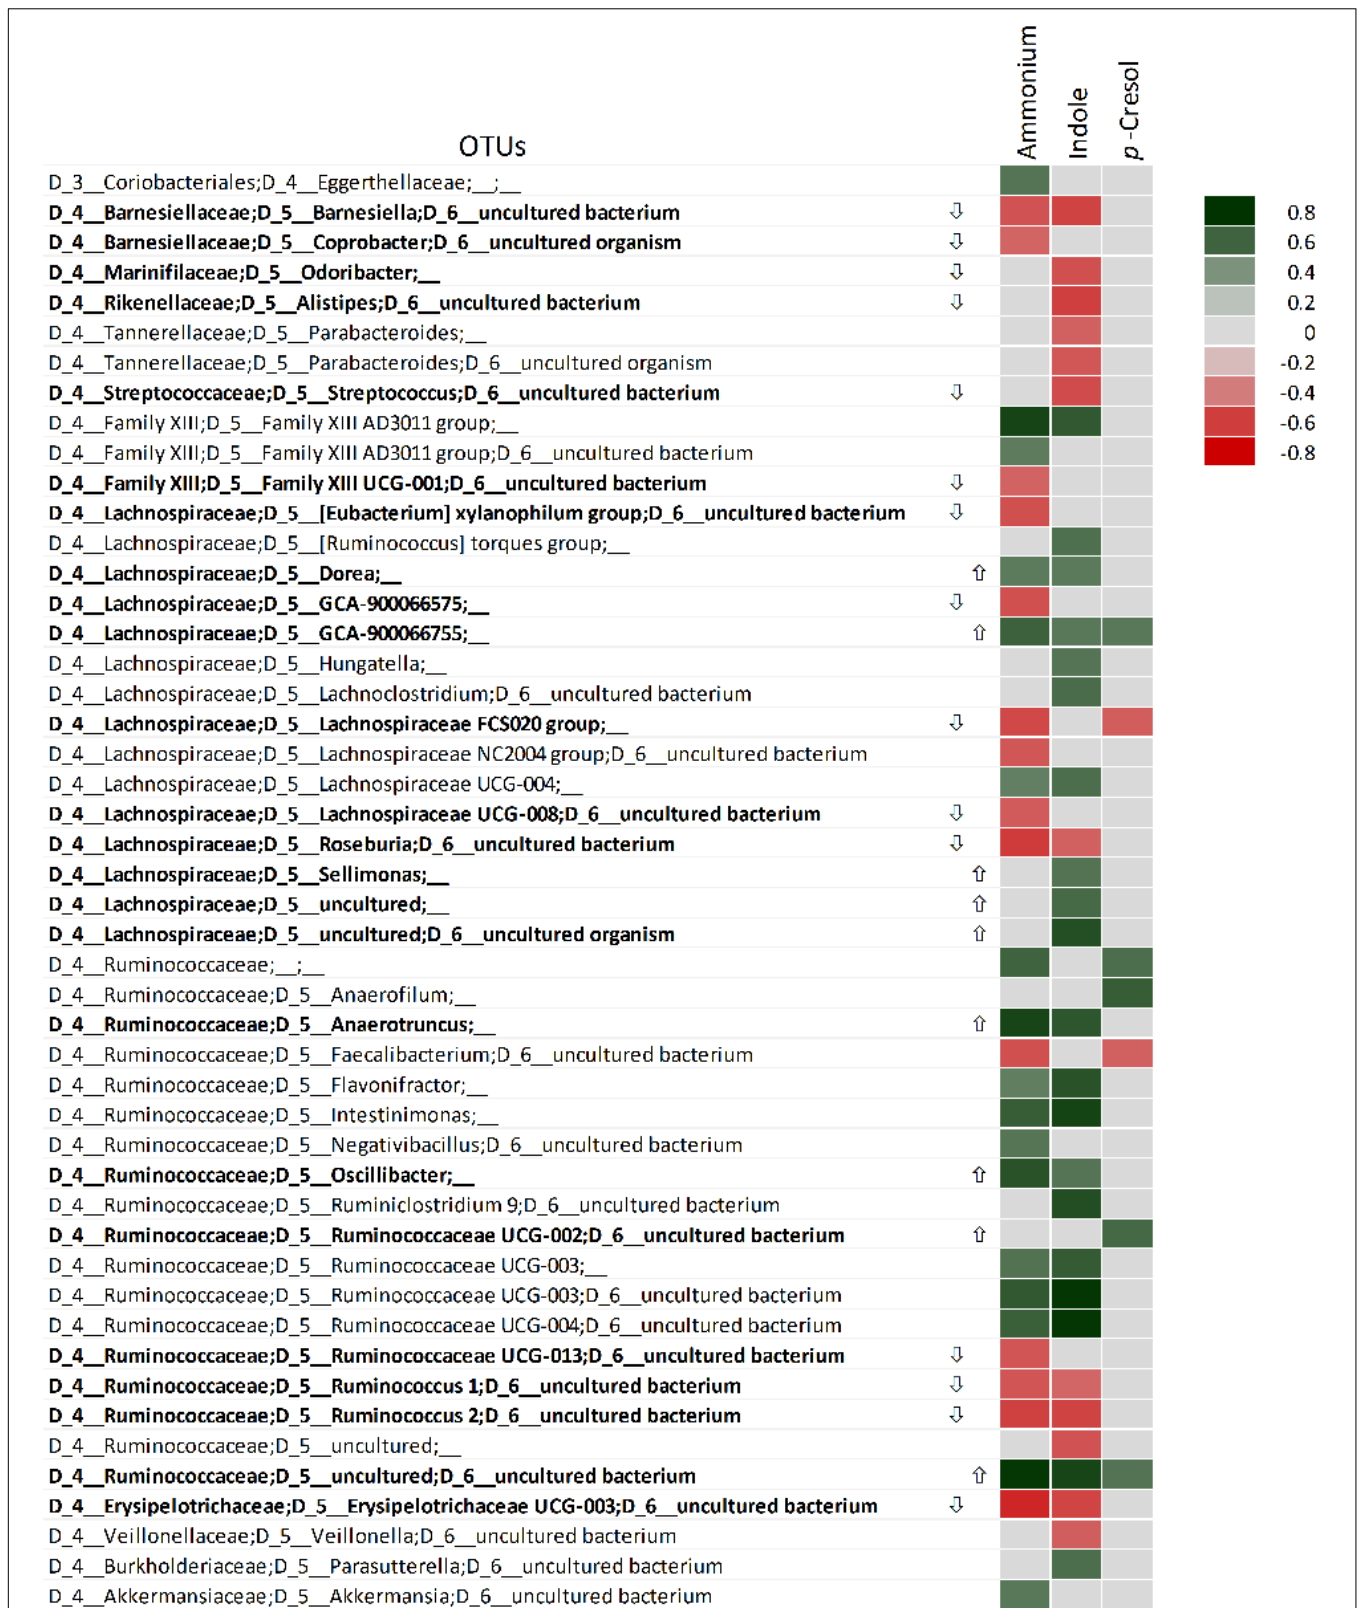 Ammonium
Indole
p -Cresol
OTUs
D_3__Coriobacteriales;D_4__Eggerthellaceae;__;__
D_4__Barnesiellaceae;D_5__Barnesiella;D_6__uncultured bacterium ⇩
D_4__Barnesiellaceae;D_5__Coprobacter;D_6__uncultured organism ⇩
D_4__Marinifilaceae;D_5__Odoribacter;__ ⇩
D_4__Rikenellaceae;D_5__Alistipes;D_6__uncultured bacterium ⇩
D_4__Tannerellaceae;D_5__Parabacteroides;__
D_4__Tannerellaceae;D_5__Parabacteroides;D_6__uncultured organism
D_4__Streptococcaceae;D_5__Streptococcus;D_6__uncultured bacterium ⇩
D_4__Family XIII;D_5__Family XIII AD3011 group;__
D_4__Family XIII;D_5__Family XIII AD3011 group;D_6__uncultured bacterium
D_4__Family XIII;D_5__Family XIII UCG-001;D_6__uncultured bacterium ⇩
D_4__Lachnospiraceae;D_5__[Eubacterium] xylanophilum group;D_6__uncultured bacterium ⇩
D_4__Lachnospiraceae;D_5__[Ruminococcus] torques group;__
D_4__Lachnospiraceae;D_5__Dorea;__ ⇧
D_4__Lachnospiraceae;D_5__GCA-900066575;__ ⇩
D_4__Lachnospiraceae;D_5__GCA-900066755;__ ⇧
D_4__Lachnospiraceae;D_5__Hungatella;__
D_4__Lachnospiraceae;D_5__Lachnoclostridium;D_6__uncultured bacterium
D_4__Lachnospiraceae;D_5__Lachnospiraceae FCS020 group;__ ⇩
D_4__Lachnospiraceae;D_5__Lachnospiraceae NC2004 group;D_6__uncultured bacterium
D_4__Lachnospiraceae;D_5__Lachnospiraceae UCG-004;__
D_4__Lachnospiraceae;D_5__Lachnospiraceae UCG-008;D_6__uncultured bacterium ⇩
D_4__Lachnospiraceae;D_5__Roseburia;D_6__uncultured bacterium ⇩
D_4__Lachnospiraceae;D_5__Sellimonas;__ ⇧
D_4__Lachnospiraceae;D_5__uncultured;__ ⇧
D_4__Lachnospiraceae;D_5__uncultured;D_6__uncultured organism ⇧
D_4__Ruminococcaceae;__;__
D_4__Ruminococcaceae;D_5__Anaerofilum;__
D_4__Ruminococcaceae;D_5__Anaerotruncus;__ ⇧
D_4__Ruminococcaceae;D_5__Faecalibacterium;D_6__uncultured bacterium
D_4__Ruminococcaceae;D_5__Flavonifractor;__
D_4__Ruminococcaceae;D_5__Intestinimonas;__
D_4__Ruminococcaceae;D_5__Negativibacillus;D_6__uncultured bacterium
D_4__Ruminococcaceae;D_5__Oscillibacter;__ ⇧
D_4__Ruminococcaceae;D_5__Ruminiclostridium 9;D_6__uncultured bacterium
D_4__Ruminococcaceae;D_5__Ruminococcaceae UCG-002;D_6__uncultured bacterium ⇧
D_4__Ruminococcaceae;D_5__Ruminococcaceae UCG-003;__
D_4__Ruminococcaceae;D_5__Ruminococcaceae UCG-003;D_6__uncultured bacterium
D_4__Ruminococcaceae;D_5__Ruminococcaceae UCG-004;D_6__uncultured bacterium
D_4__Ruminococcaceae;D_5__Ruminococcaceae UCG-013;D_6__uncultured bacterium ⇩
D_4__Ruminococcaceae;D_5__Ruminococcus 1;D_6__uncultured bacterium ⇩
D_4__Ruminococcaceae;D_5__Ruminococcus 2;D_6__uncultured bacterium ⇩
D_4__Ruminococcaceae;D_5__uncultured;__
D_4__Ruminococcaceae;D_5__uncultured;D_6__uncultured bacterium ⇧
D_4__Erysipelotrichaceae;D_5__Erysipelotrichaceae UCG-003;D_6__uncultured bacterium ⇩
D_4__Veillonellaceae;D_5__Veillonella;D_6__uncultured bacterium
D_4__Burkholderiaceae;D_5__Parasutterella;D_6__uncultured bacterium
D_4__Akkermansiaceae;D_5__Akkermansia;D_6__uncultured bacterium
0.8
0.6
0.4
0.2
0
-0.2
-0.4
-0.6
-0.8